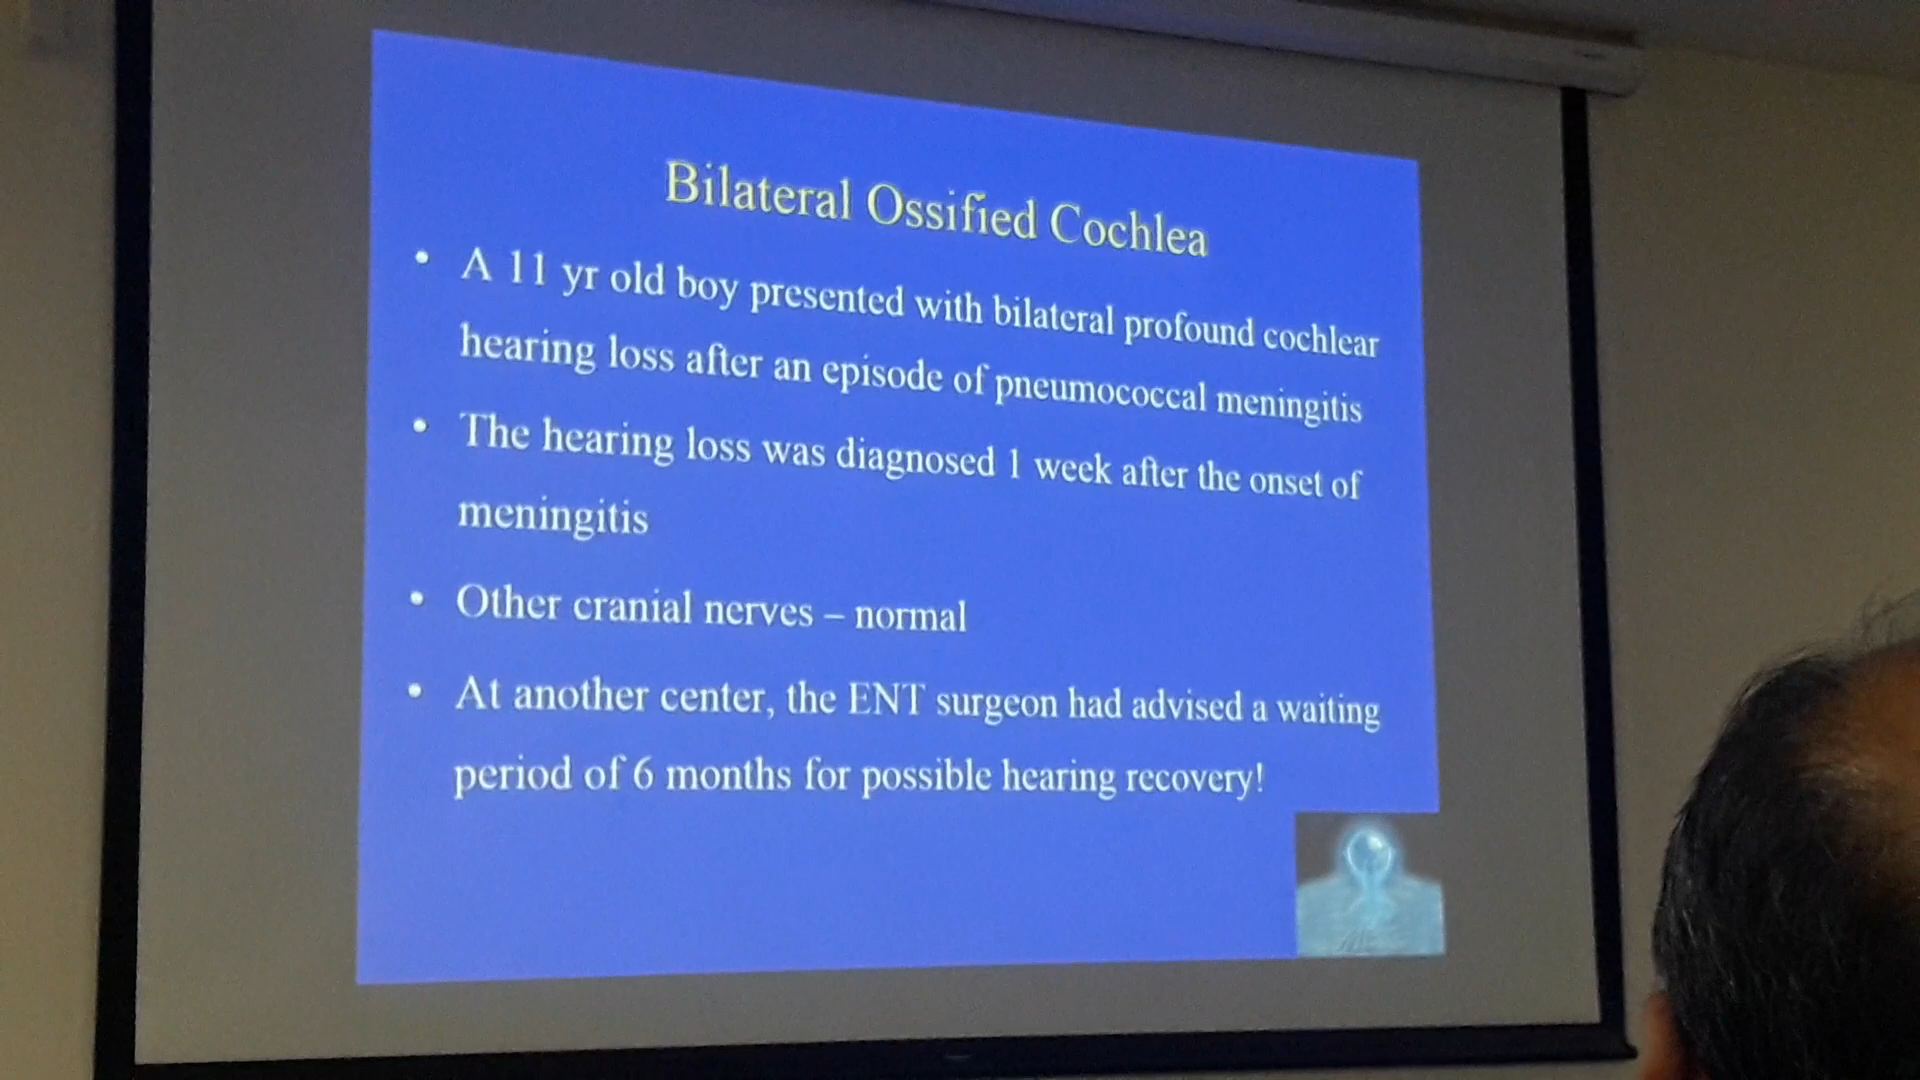 Bilateral Ossified Cochlea
• A 11 yr old boy presented with bilateral profound cochlear
hearing loss after an episode of pneumococcal meningitis
• The hearing loss was diagnosed 1 week after the onset of
meningitis
• Other cranial nerves – normal
• At another center, the ENT surgeon had advised a waiting
period of 6 months for possible hearing recovery!